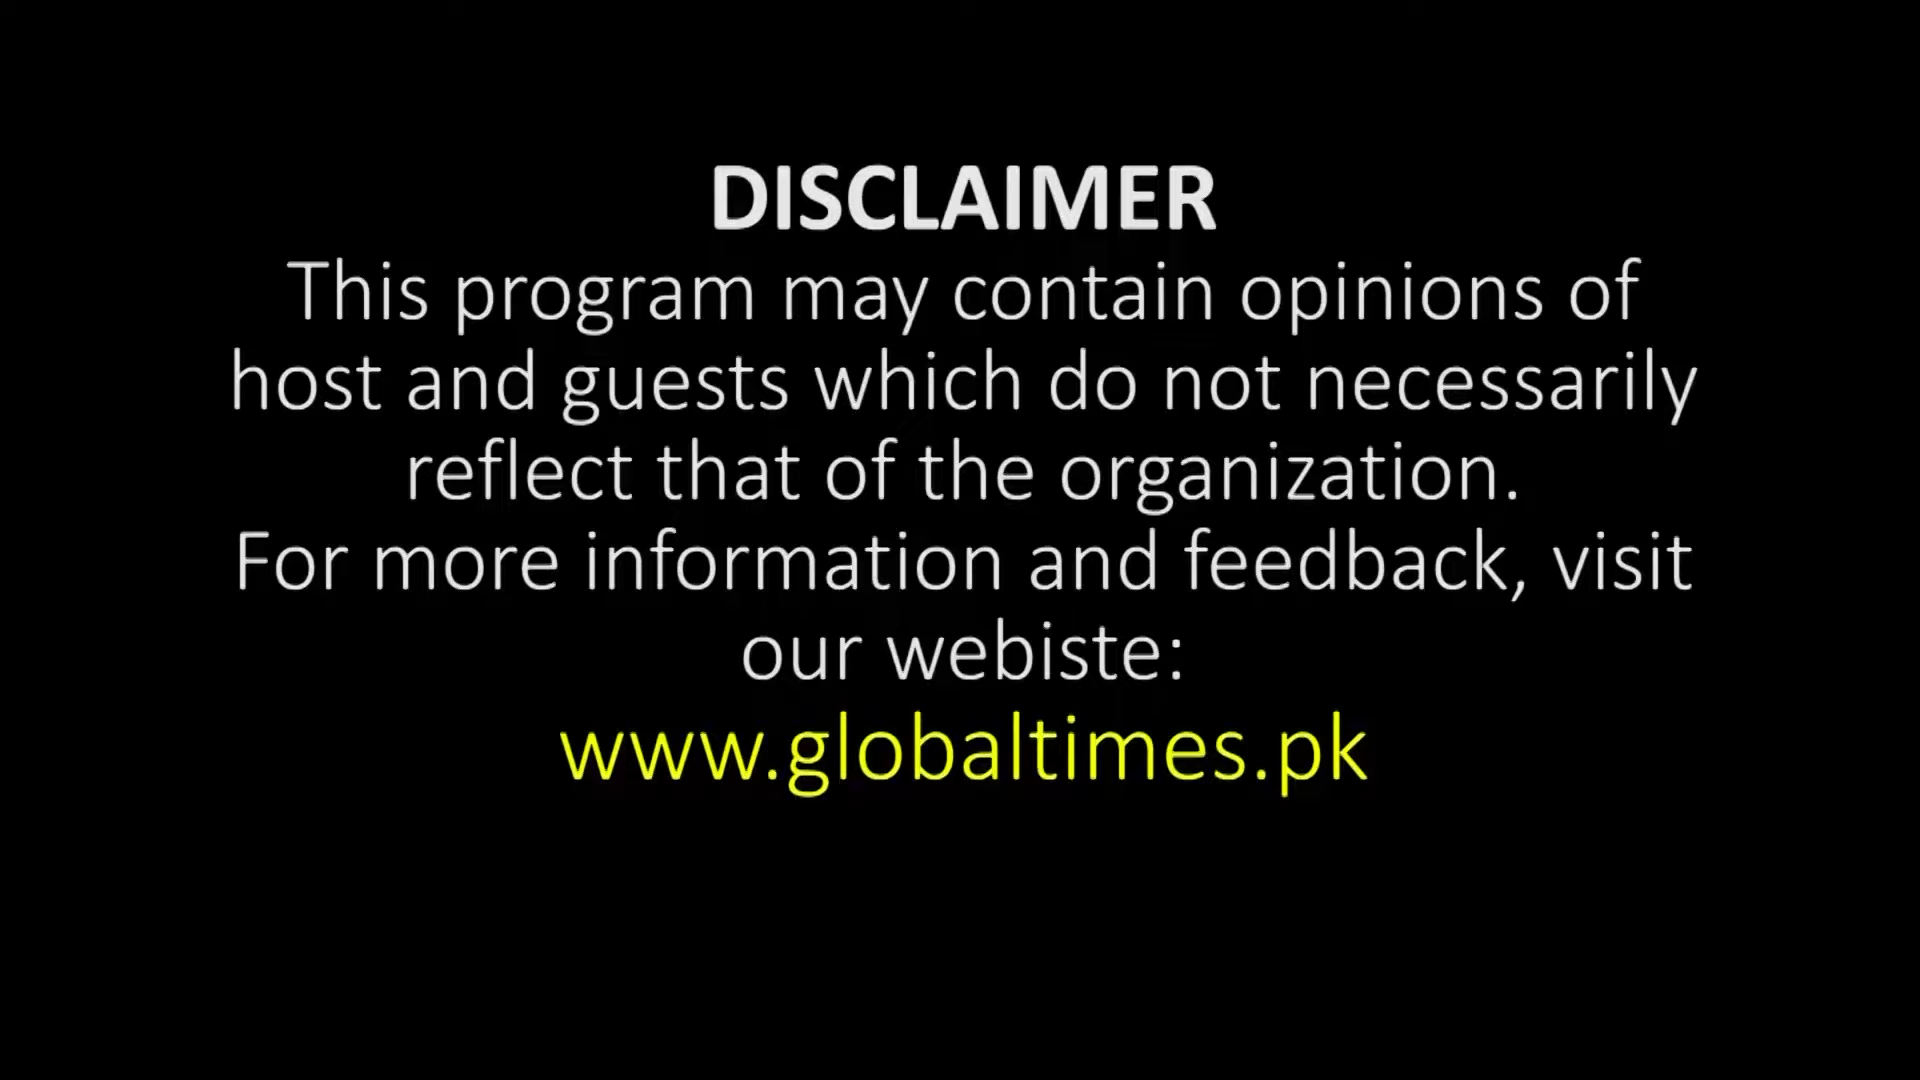 DISCLAIMER
This program may contain opinions of
host and guests which do not necessarily
reflect that of the organization.
For more information and feedback, visit
our webiste:
www.globaltimes.pk